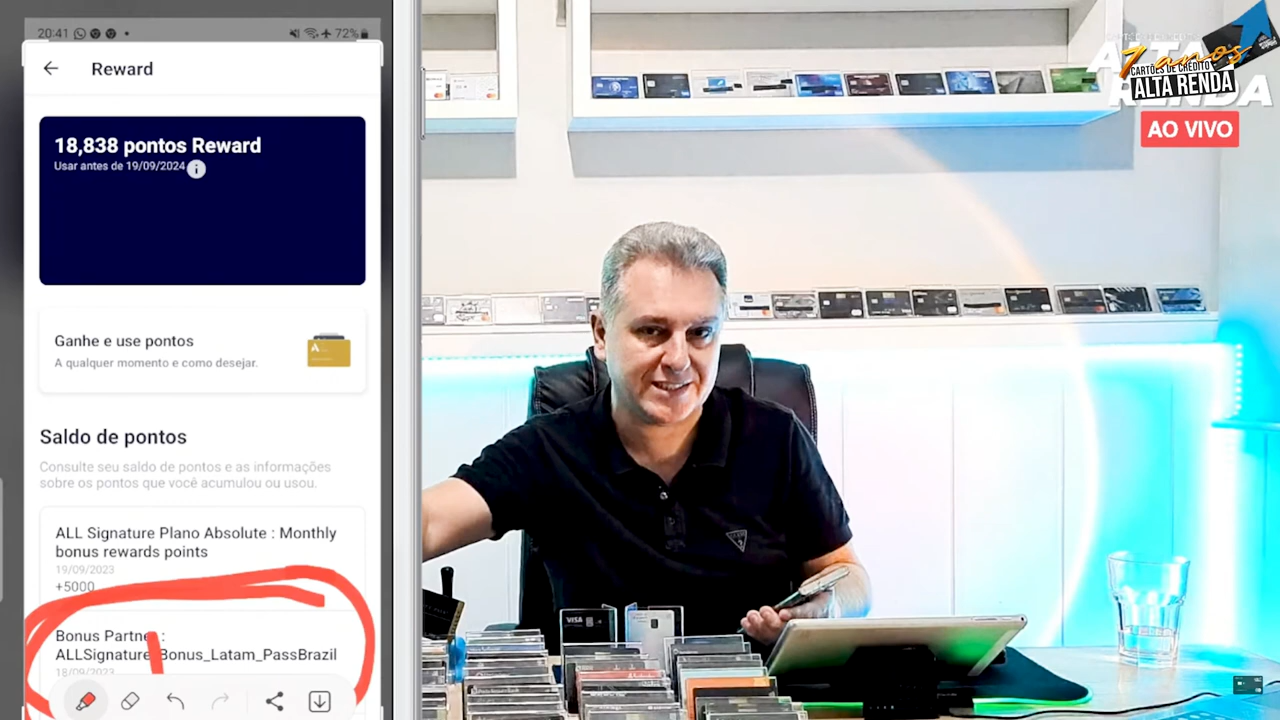 20:41
72%
Reward
18,838 pontos Reward
Usar antes de 19/09/2024
Ganhe e use pontos
A qualquer momento e como desejar.
Saldo de pontos
Consulte seu saldo de pontos e as informações
sobre os pontos que você acumulou ou usou.
ALL Signature Plano Absolute : Monthly
bonus rewards points
19/09/2023
+5000
Bonus Partner :
ALLSignature_Bonus_Latam_PassBrazil
18/09/2023
7 anos
CARTÕES DE CRÉDITO
ALTA RENDA
ALTA
RENDA
AO VIVO
VISA